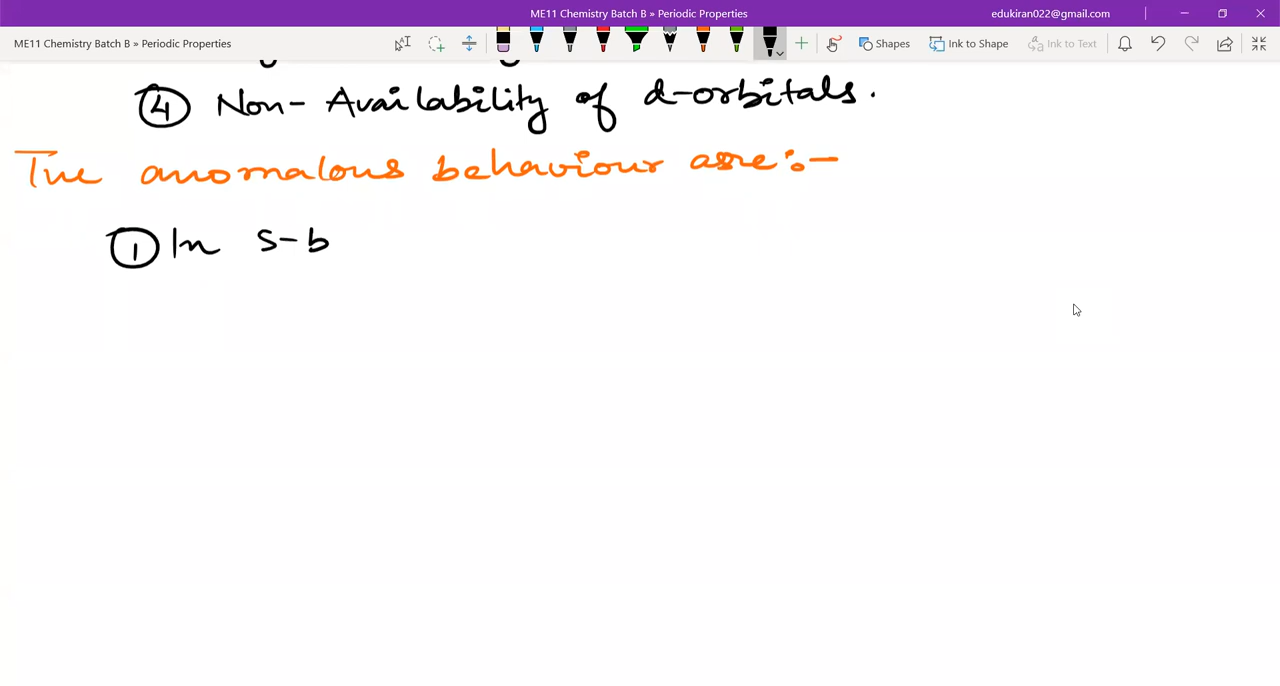 ME11 Chemistry Batch B » Periodic Properties
edukiran022@gmail.com
ME11 Chemistry Batch B » Periodic Properties
Shapes
Ink to Shape
Ink to Text
④ Non-Availability of d-orbitals.
The anomalous behaviour are:-
① In s-b